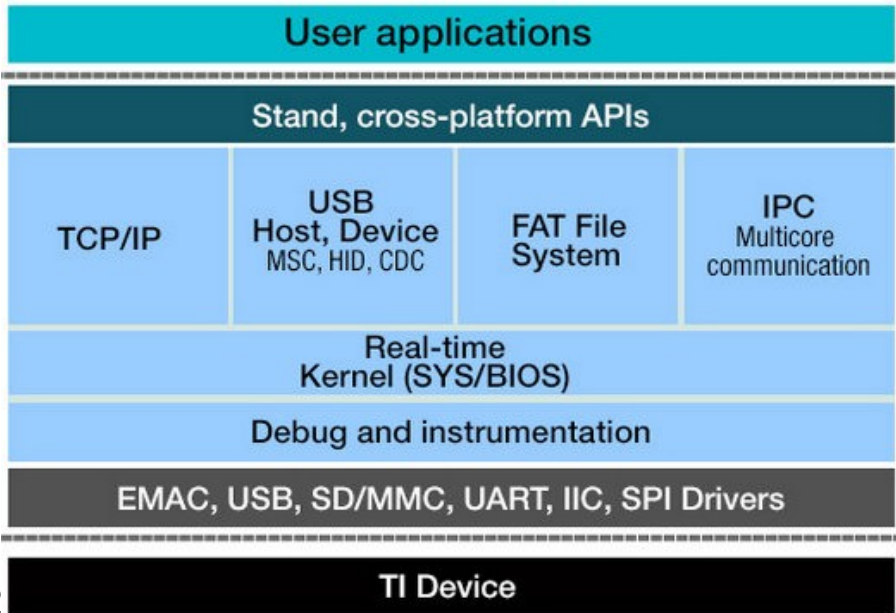 User applications
Stand, cross-platform APIs
TCP/IP
USB
Host, Device
MSC, HID, CDC
FAT File
System
IPC
Multicore
communication
Real-time
Kernel (SYS/BIOS)
Debug and instrumentation
EMAC, USB, SD/MMC, UART, IIC, SPI Drivers
TI Device